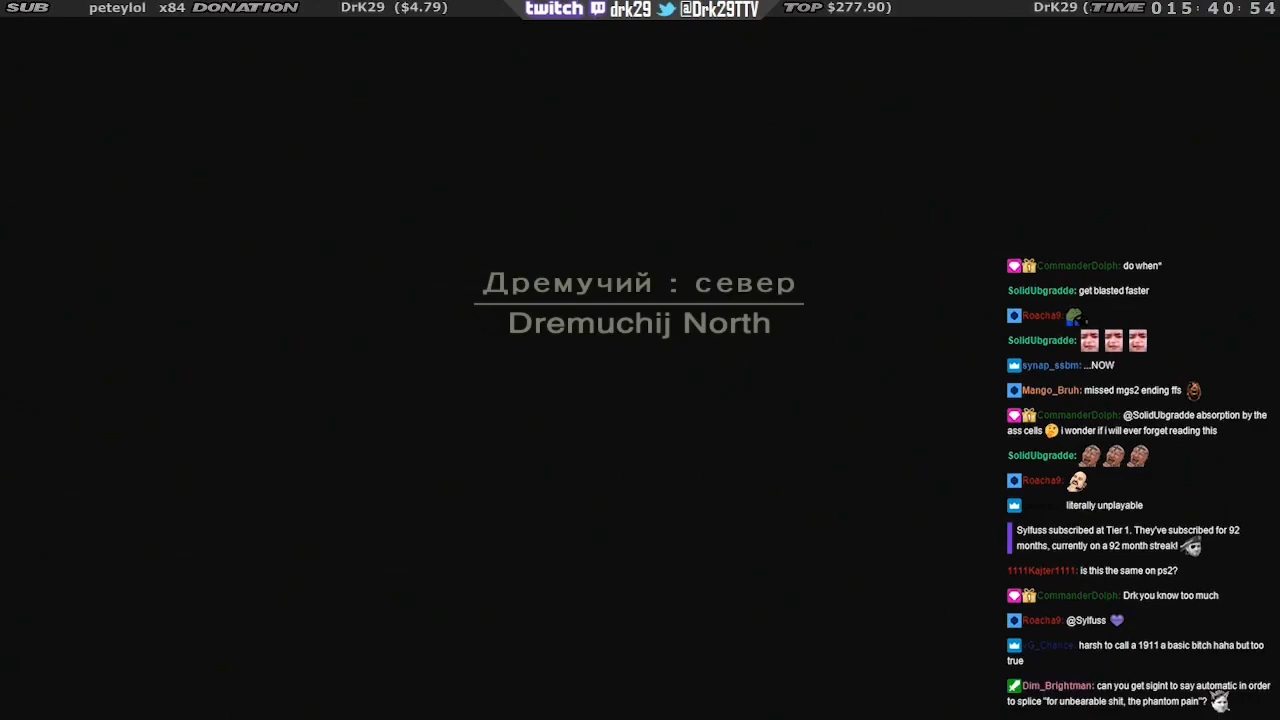 SUB peteylol x84 DONATION DrK29 ($4.79) twitch drk29 @Drk29TTV TOP $277.90) DrK29 (. TIME 015:40:54
Дремучий : север
Dremuchij North
CommanderDolph: do when*
SolidUbgradde: get blasted faster
Roacha9: ,
SolidUbgradde:
synap_ssbm: ...NOW
Mango_Bruh: missed mgs2 ending ffs
CommanderDolph: @SolidUbgradde absorption by the
ass cells 🤔 i wonder if i will ever forget reading this
SolidUbgradde:
Roacha9:
literally unplayable
Sylfuss subscribed at Tier 1. They've subscribed for 92
months, currently on a 92 month streak!
1111Kajter1111: is this the same on ps2?
CommanderDolph: Drk you know too much
Roacha9: @Sylfuss
harsh to call a 1911 a basic bitch haha but too
true
Dim_Brightman: can you get sigint to say automatic in order
to splice "for unbearable shit, the phantom pain"?